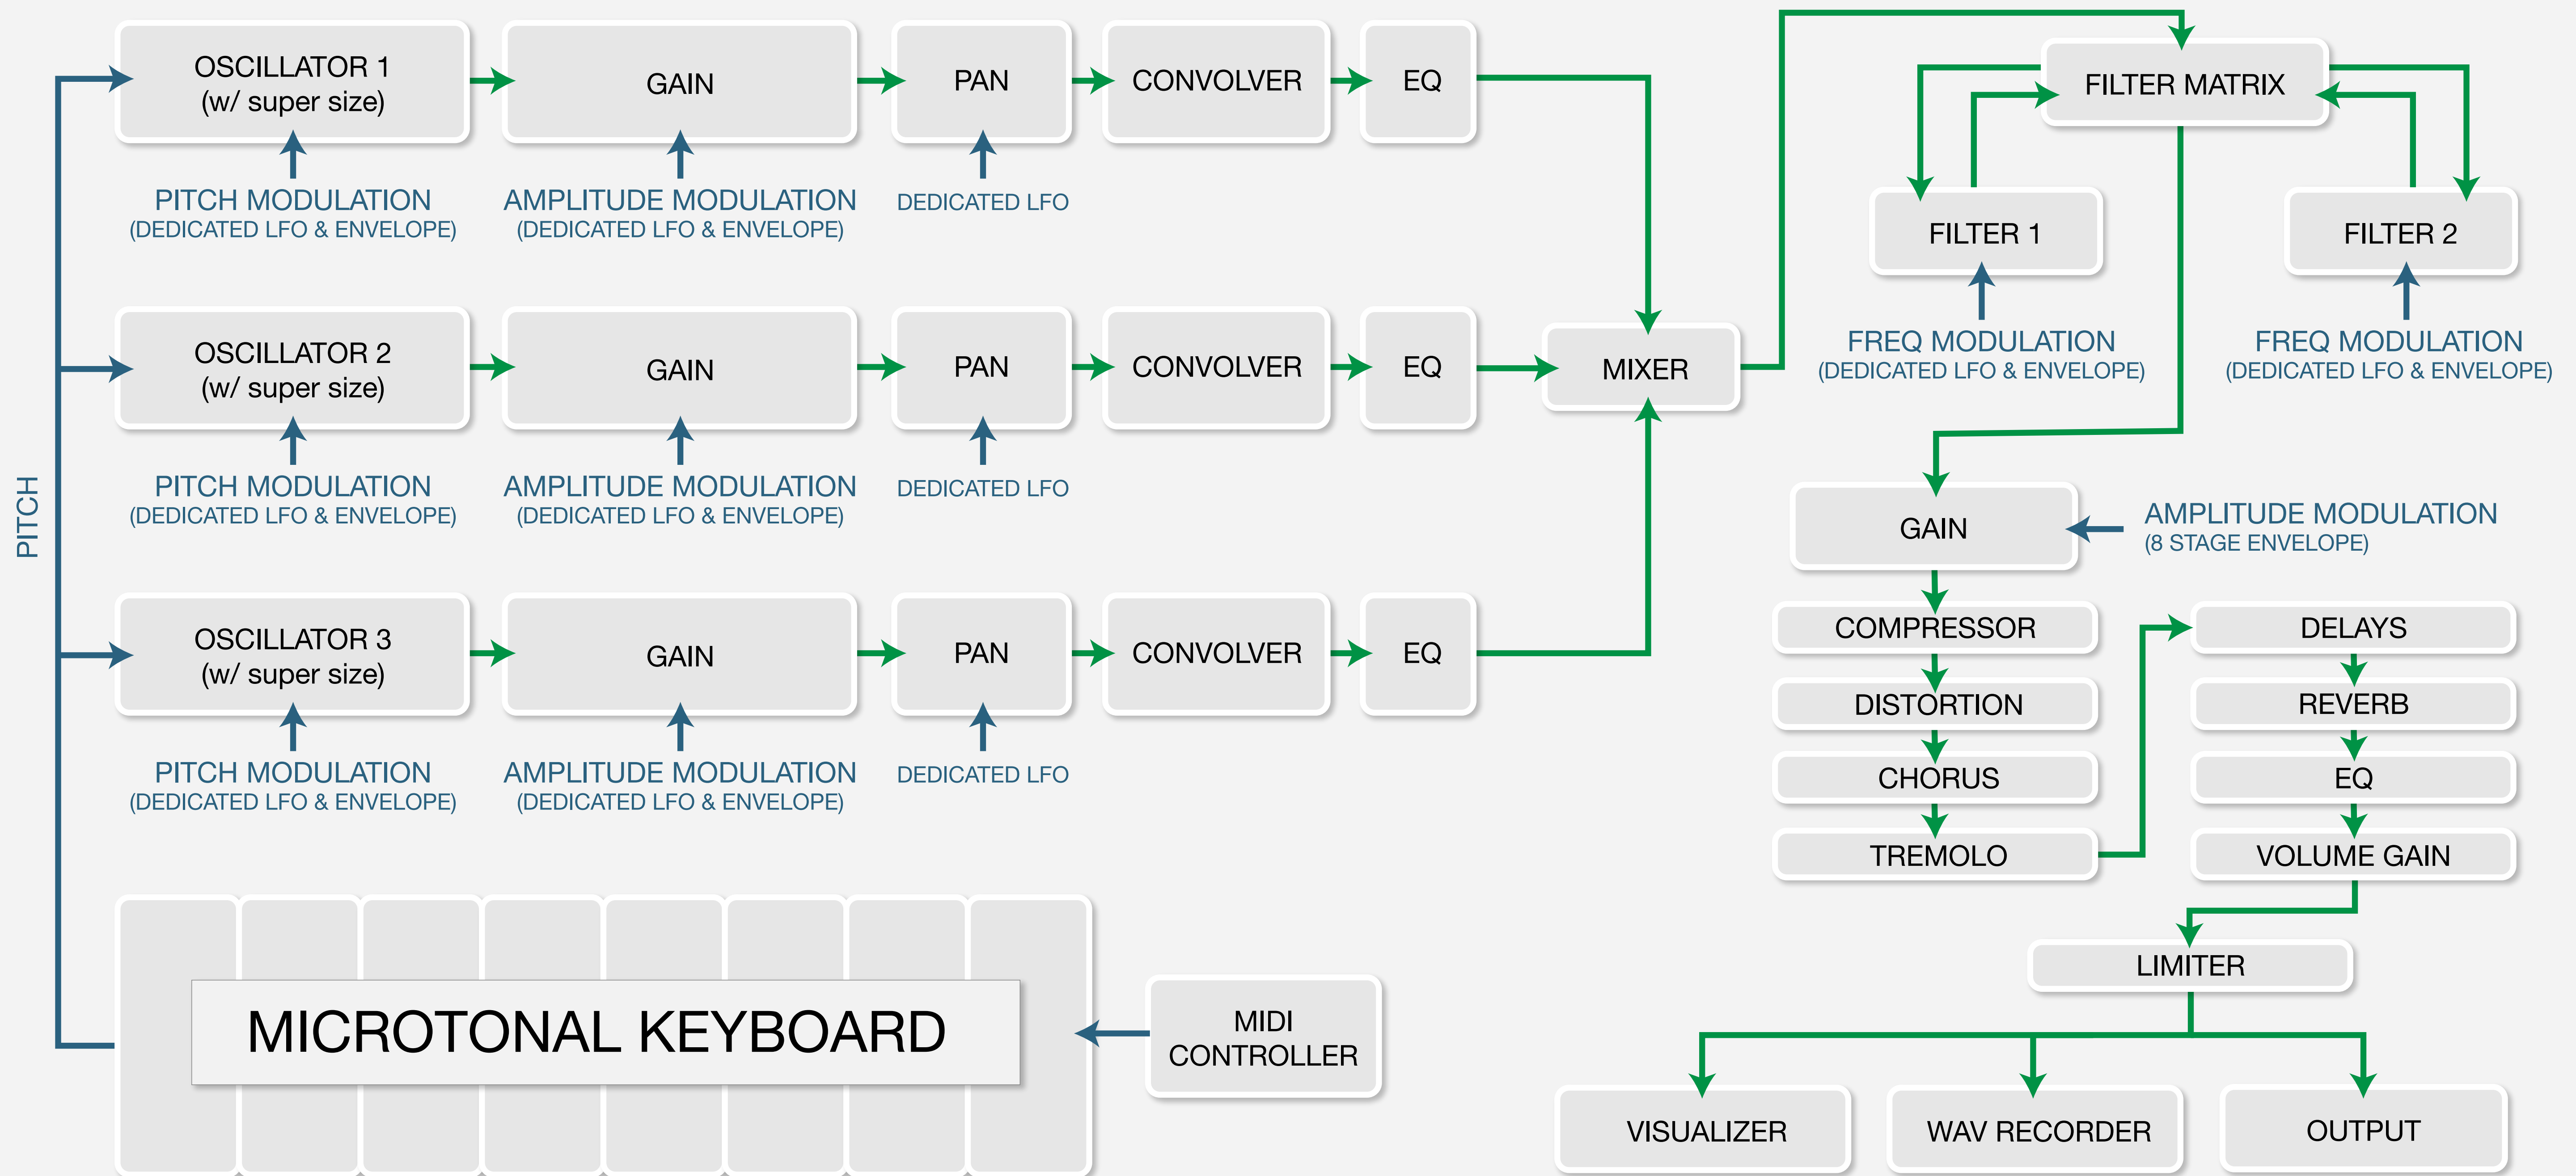 OSCILLATOR 1
(w/ super size)
GAIN
PAN
CONVOLVER
EQ
PITCH MODULATION
(DEDICATED LFO & ENVELOPE)
AMPLITUDE MODULATION
(DEDICATED LFO & ENVELOPE)
DEDICATED LFO
OSCILLATOR 2
(w/ super size)
GAIN
PAN
CONVOLVER
EQ
PITCH MODULATION
(DEDICATED LFO & ENVELOPE)
AMPLITUDE MODULATION
(DEDICATED LFO & ENVELOPE)
DEDICATED LFO
OSCILLATOR 3
(w/ super size)
GAIN
PAN
CONVOLVER
EQ
PITCH MODULATION
(DEDICATED LFO & ENVELOPE)
AMPLITUDE MODULATION
(DEDICATED LFO & ENVELOPE)
DEDICATED LFO
PITCH
MICROTONAL KEYBOARD
MIDI
CONTROLLER
MIXER
FILTER MATRIX
FILTER 1
FILTER 2
FREQ MODULATION
(DEDICATED LFO & ENVELOPE)
FREQ MODULATION
(DEDICATED LFO & ENVELOPE)
GAIN
AMPLITUDE MODULATION
(8 STAGE ENVELOPE)
COMPRESSOR
DISTORTION
CHORUS
TREMOLO
DELAYS
REVERB
EQ
VOLUME GAIN
LIMITER
VISUALIZER
WAV RECORDER
OUTPUT